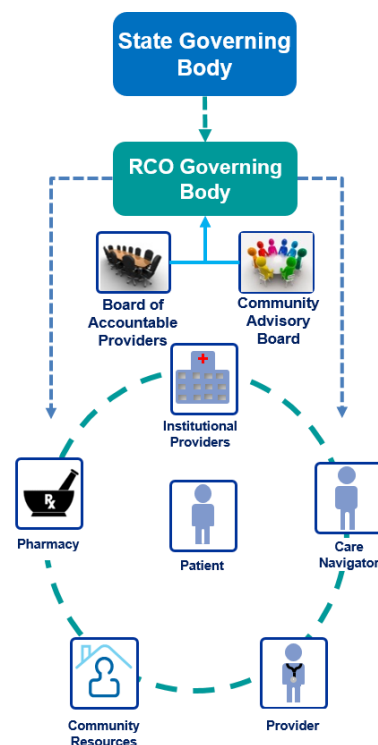 State Governing
Body
RCO Governing
Body
Board of
Accountable
Providers
Community
Advisory
Board
Institutional
Providers
Rx
Pharmacy
Patient
Care
Navigator
Community
Resources
Provider